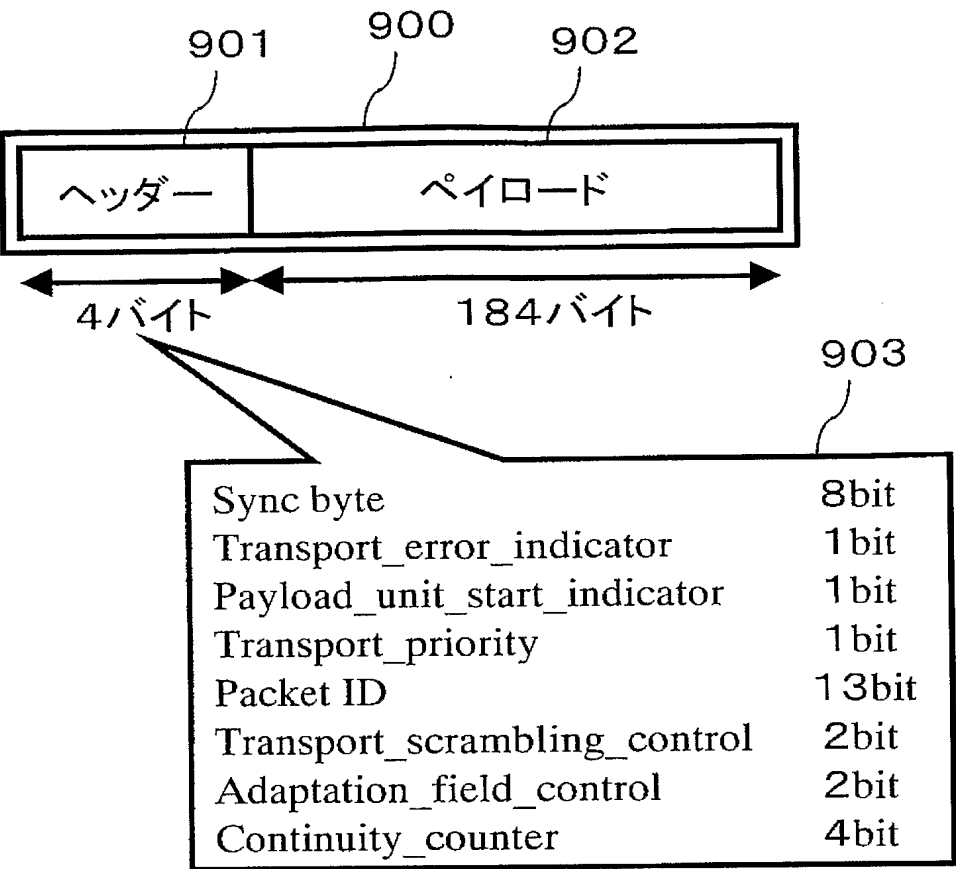 901 900 902
ヘッダー ペイロード
4バイト 184バイト
903
Sync byte 8bit
Transport_error_indicator 1bit
Payload_unit_start_indicator 1bit
Transport_priority 1bit
Packet ID 13bit
Transport_scrambling_control 2bit
Adaptation_field_control 2bit
Continuity_counter 4bit